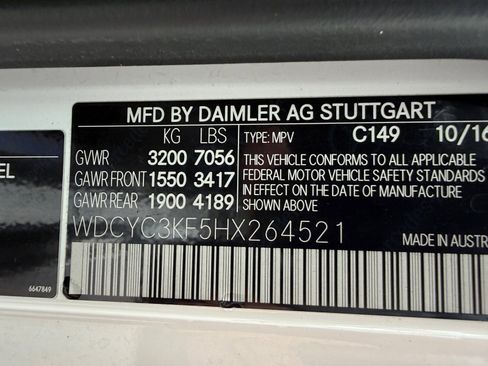 MFD BY DAIMLER AG STUTTGART
KG LBS
GVWR 3200 7056
GAWR FRONT 1550 3417
GAWR REAR 1900 4189
TYPE: MPV C149 10/16
THIS VEHICLE CONFORMS TO ALL APPLICABLE
FEDERAL MOTOR VEHICLE SAFETY STANDARDS
IN EFFECT ON THE DATE OF MANUFACTURE
SHOWN ABOVE
WDCYC3KF5HX264521
MADE IN AUSTR
EL
6647849